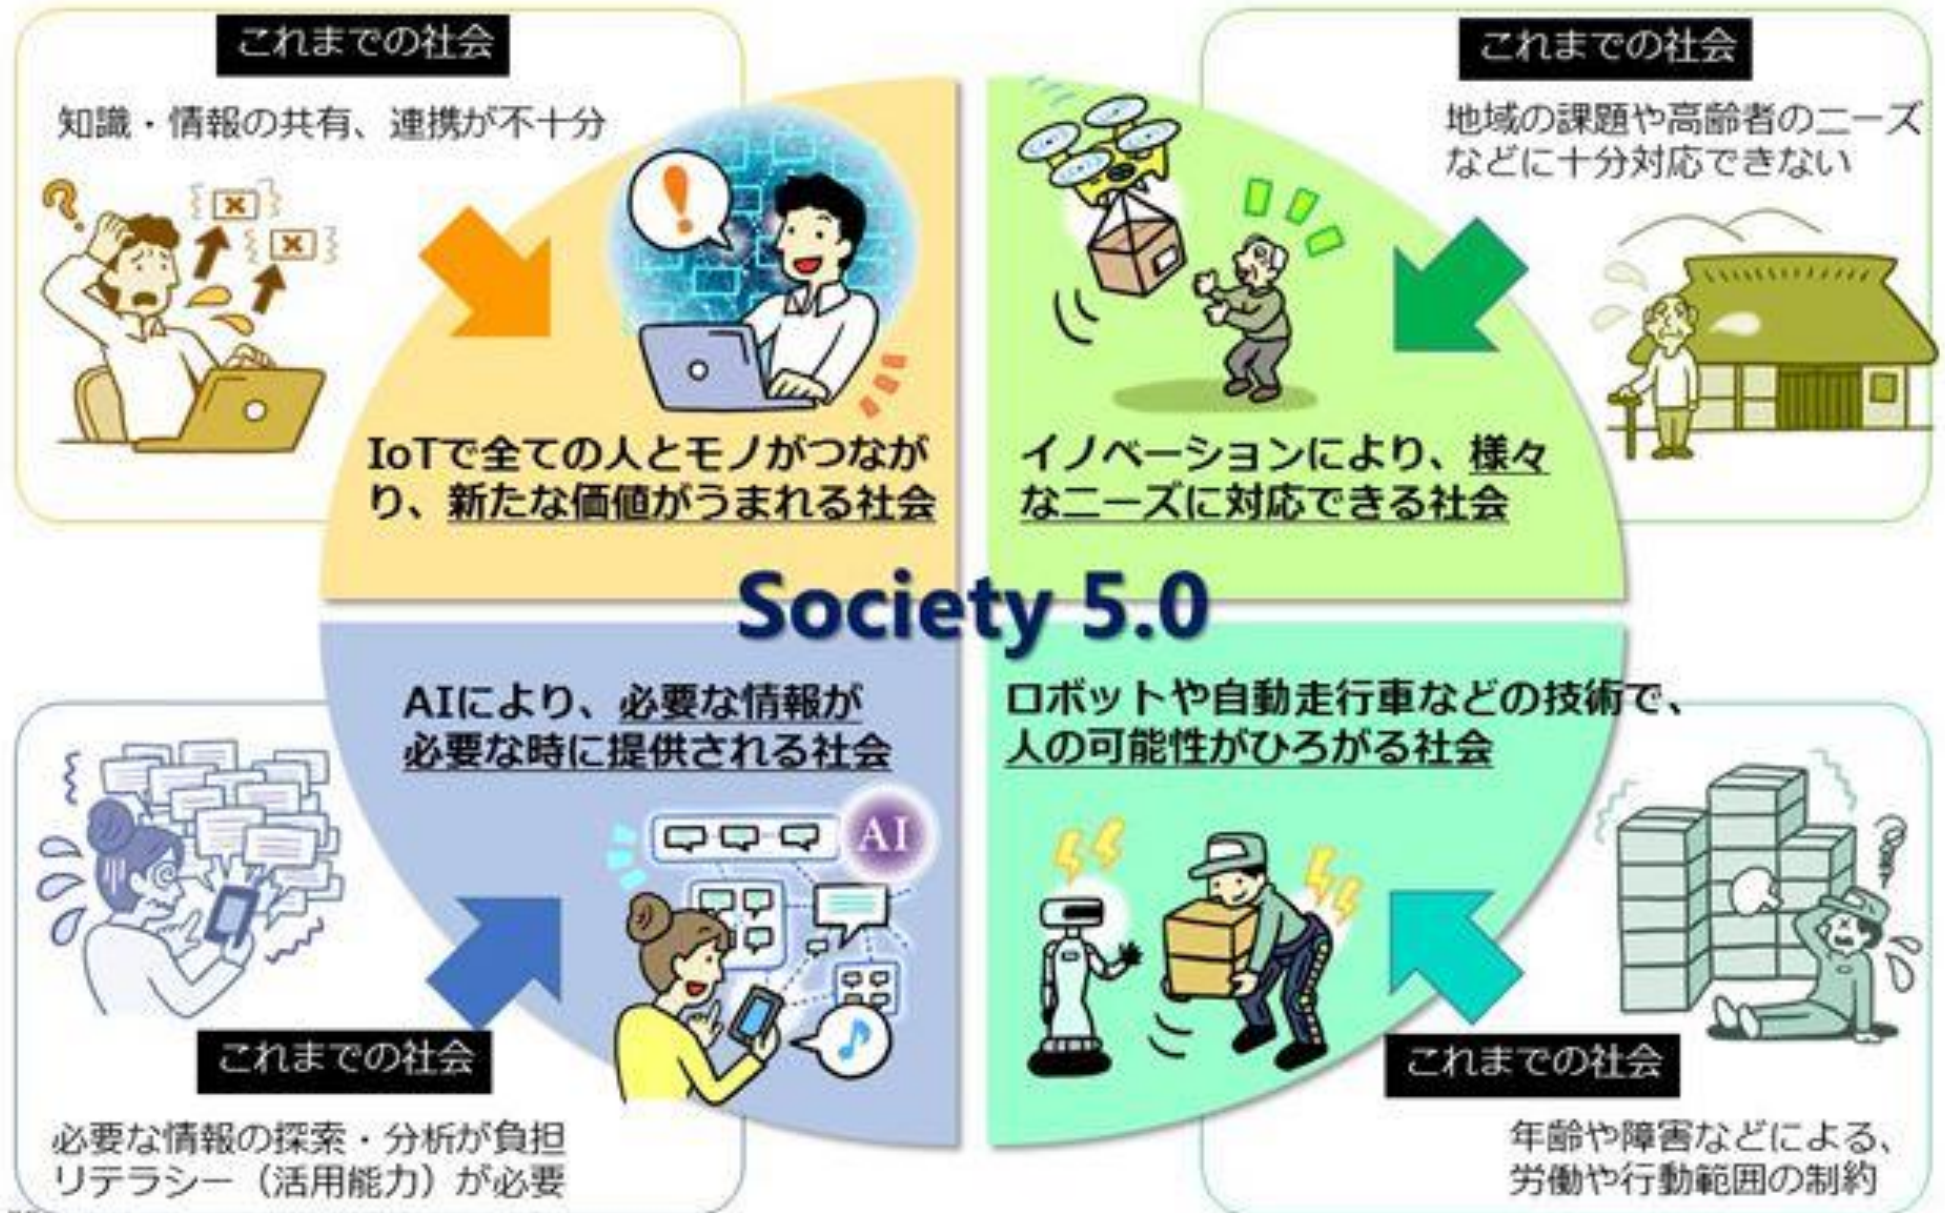 これまでの社会
知識・情報の共有、連携が不十分
IoTで全ての人とモノがつなが
り、新たな価値がうまれる社会
これまでの社会
地域の課題や高齢者のニーズ
などに十分対応できない
イノベーションにより、様々
なニーズに対応できる社会
Society 5.0
AIにより、必要な情報が
必要な時に提供される社会
AI
これまでの社会
必要な情報の探索・分析が負担
リテラシー（活用能力）が必要
ロボットや自動走行車などの技術で、
人の可能性がひろがる社会
これまでの社会
年齢や障害などによる、
労働や行動範囲の制約